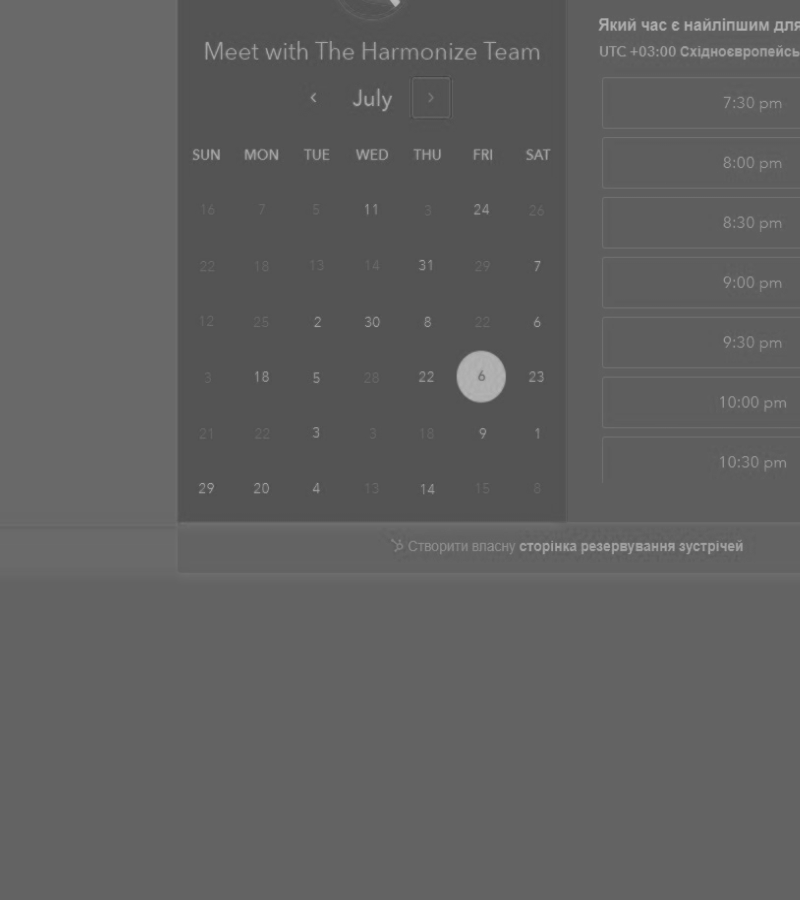 Meet with The Harmonize Team
July
SUN MON TUE WED THU FRI SAT
16 7 5 11 3 24 26
22 18 13 14 31 29 7
12 25 2 30 8 22 6
3 18 5 28 22 6 23
21 22 3 3 18 9 1
29 20 4 13 14 15 8
Який час є найліпшим для
UTC +03:00
7:30 pm
8:00 pm
8:30 pm
9:00 pm
9:30 pm
10:00 pm
10:30 pm
Створити власну сторінка резервування зустрічей